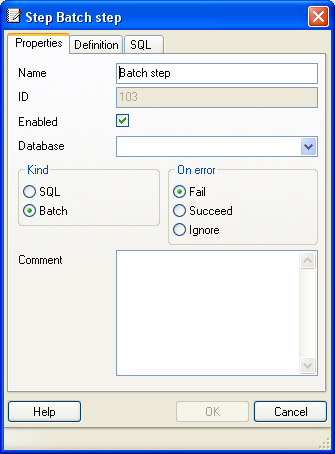 Step Batch step
Properties Definition SQL
Name Batch step
ID 103
Enabled
Database
Kind On error
SQL Fail
Batch Succeed
Ignore
Comment
Help OK Cancel